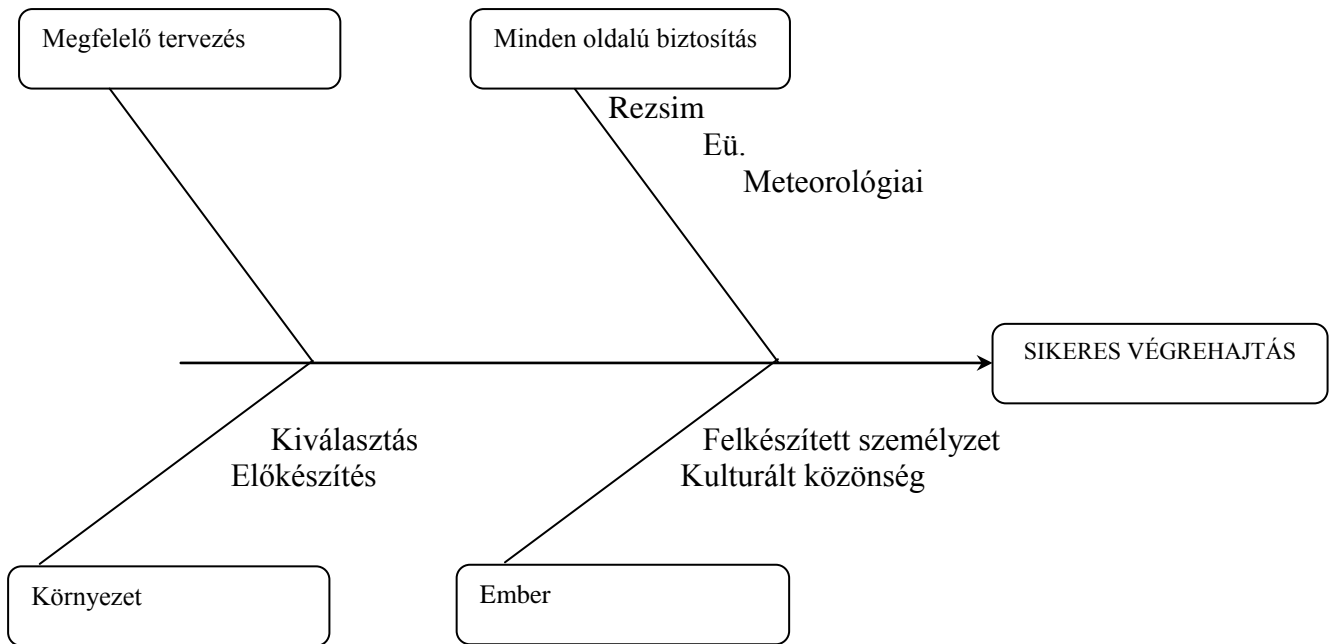 Megfelelő tervezés
Minden oldalú biztosítás
Rezsim
Eü.
Meteorológiai
SIKERES VÉGREHAJTÁS
Kiválasztás
Előkészítés
Felkészített személyzet
Kulturált közönség
Környezet
Ember